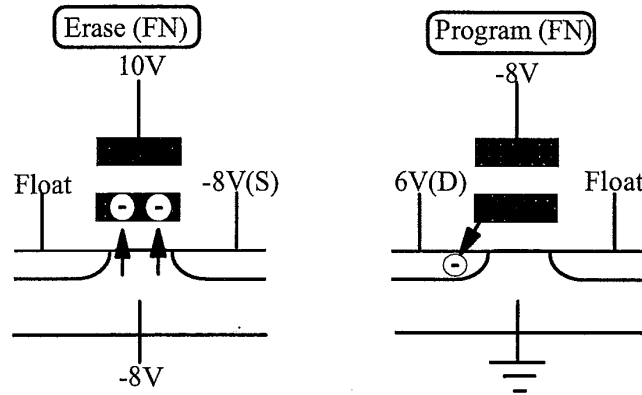 Erase (FN)
10V
Float
-8V(S)
-
-
-8V
Program (FN)
-8V
6V(D)
Float
-